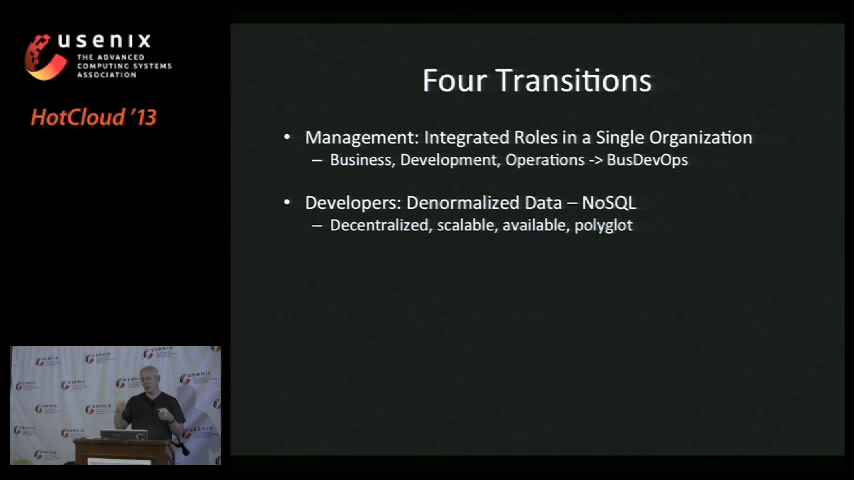 usenix
THE ADVANCED
COMPUTING SYSTEMS
ASSOCIATION
HotCloud '13
Four Transitions
• Management: Integrated Roles in a Single Organization
– Business, Development, Operations -> BusDevOps
• Developers: Denormalized Data – NoSQL
– Decentralized, scalable, available, polyglot